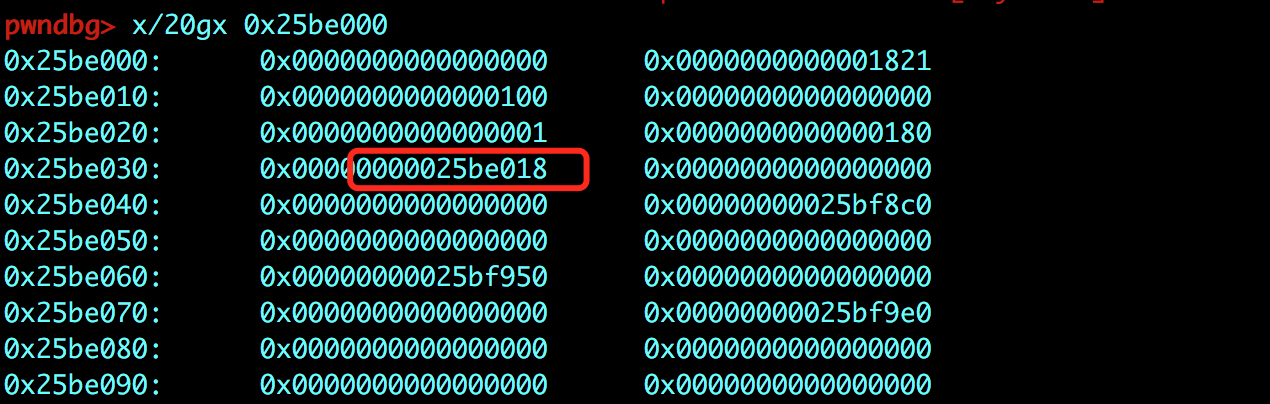 pwndbg> x/20gx 0x25be000
0x25be000: 0x0000000000000000 0x0000000000001821
0x25be010: 0x0000000000000100 0x0000000000000000
0x25be020: 0x0000000000000001 0x0000000000000180
0x25be030: 0x00000000025be018 0x0000000000000000
0x25be040: 0x0000000000000000 0x00000000025bf8c0
0x25be050: 0x0000000000000000 0x0000000000000000
0x25be060: 0x00000000025bf950 0x0000000000000000
0x25be070: 0x0000000000000000 0x00000000025bf9e0
0x25be080: 0x0000000000000000 0x0000000000000000
0x25be090: 0x0000000000000000 0x0000000000000000